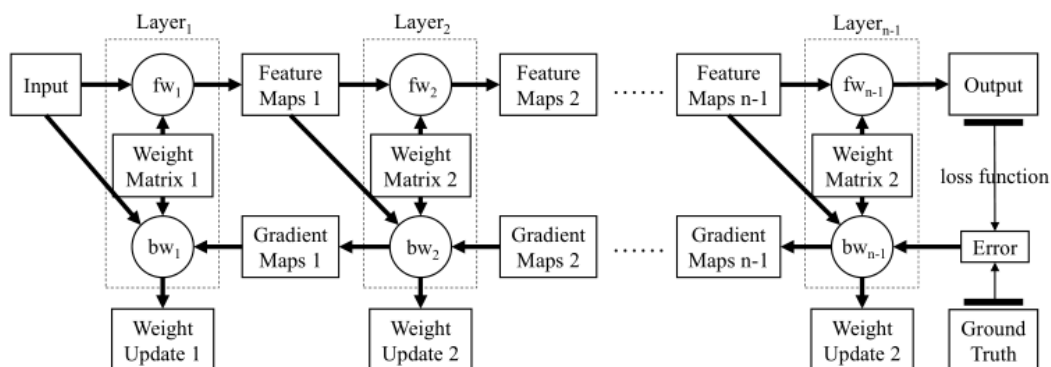 Layer1
Layer2
Layern-1
Input
fw1
Feature
Maps 1
fw2
Feature
Maps 2
......
Feature
Maps n-1
fwn-1
Output
Weight
Matrix 1
Weight
Matrix 2
Weight
Matrix 2
loss function
bw1
Gradient
Maps 1
bw2
Gradient
Maps 2
......
Gradient
Maps n-1
bwn-1
Error
Weight
Update 1
Weight
Update 2
Weight
Update 2
Ground
Truth